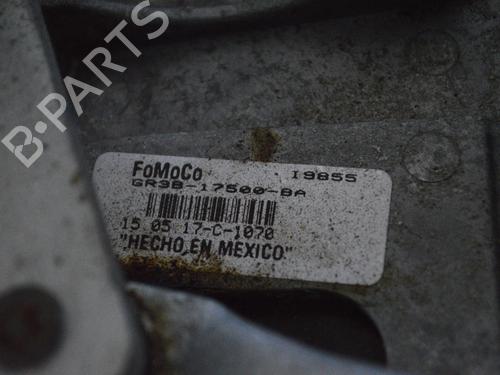 B-PARTS
FoMoCo 19855
GR3B-17500-BA
15 05 17-C-1070
"HECHO EN MEXICO"